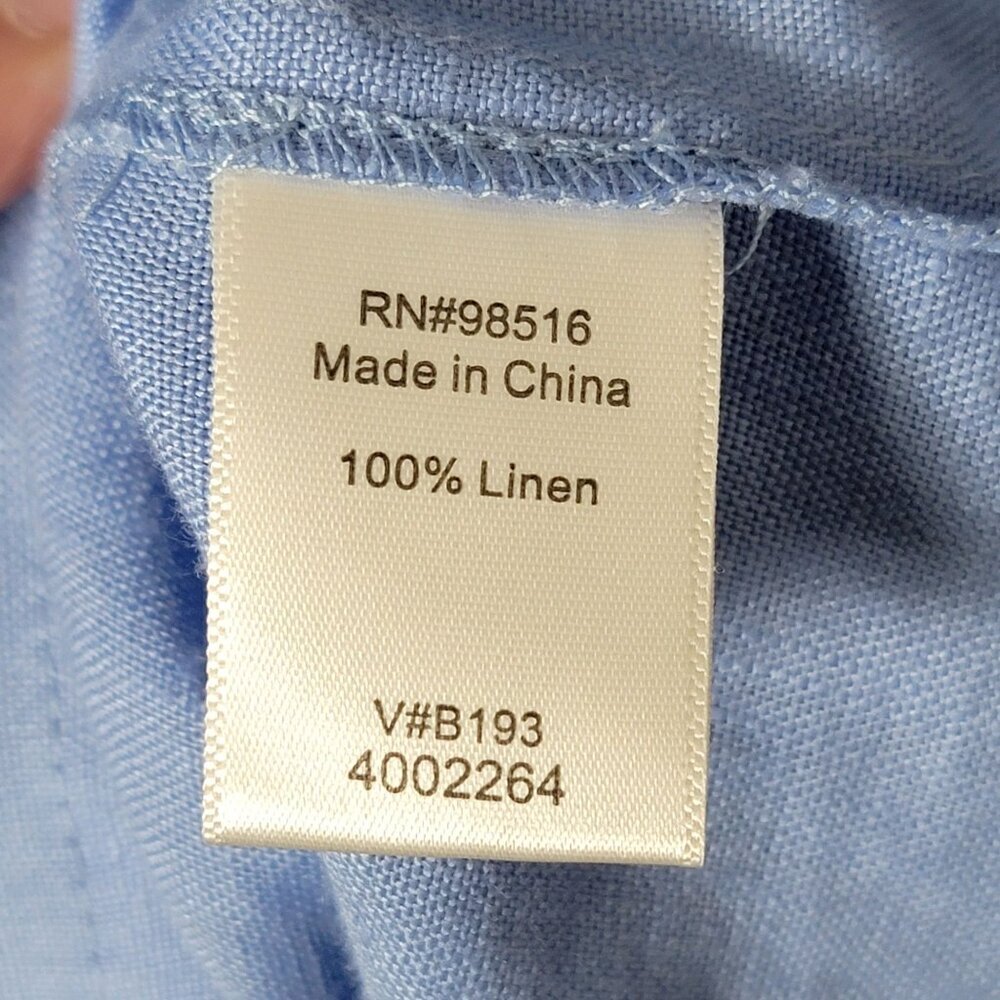 RN#98516
Made in China
100% Linen
V#B193
4002264